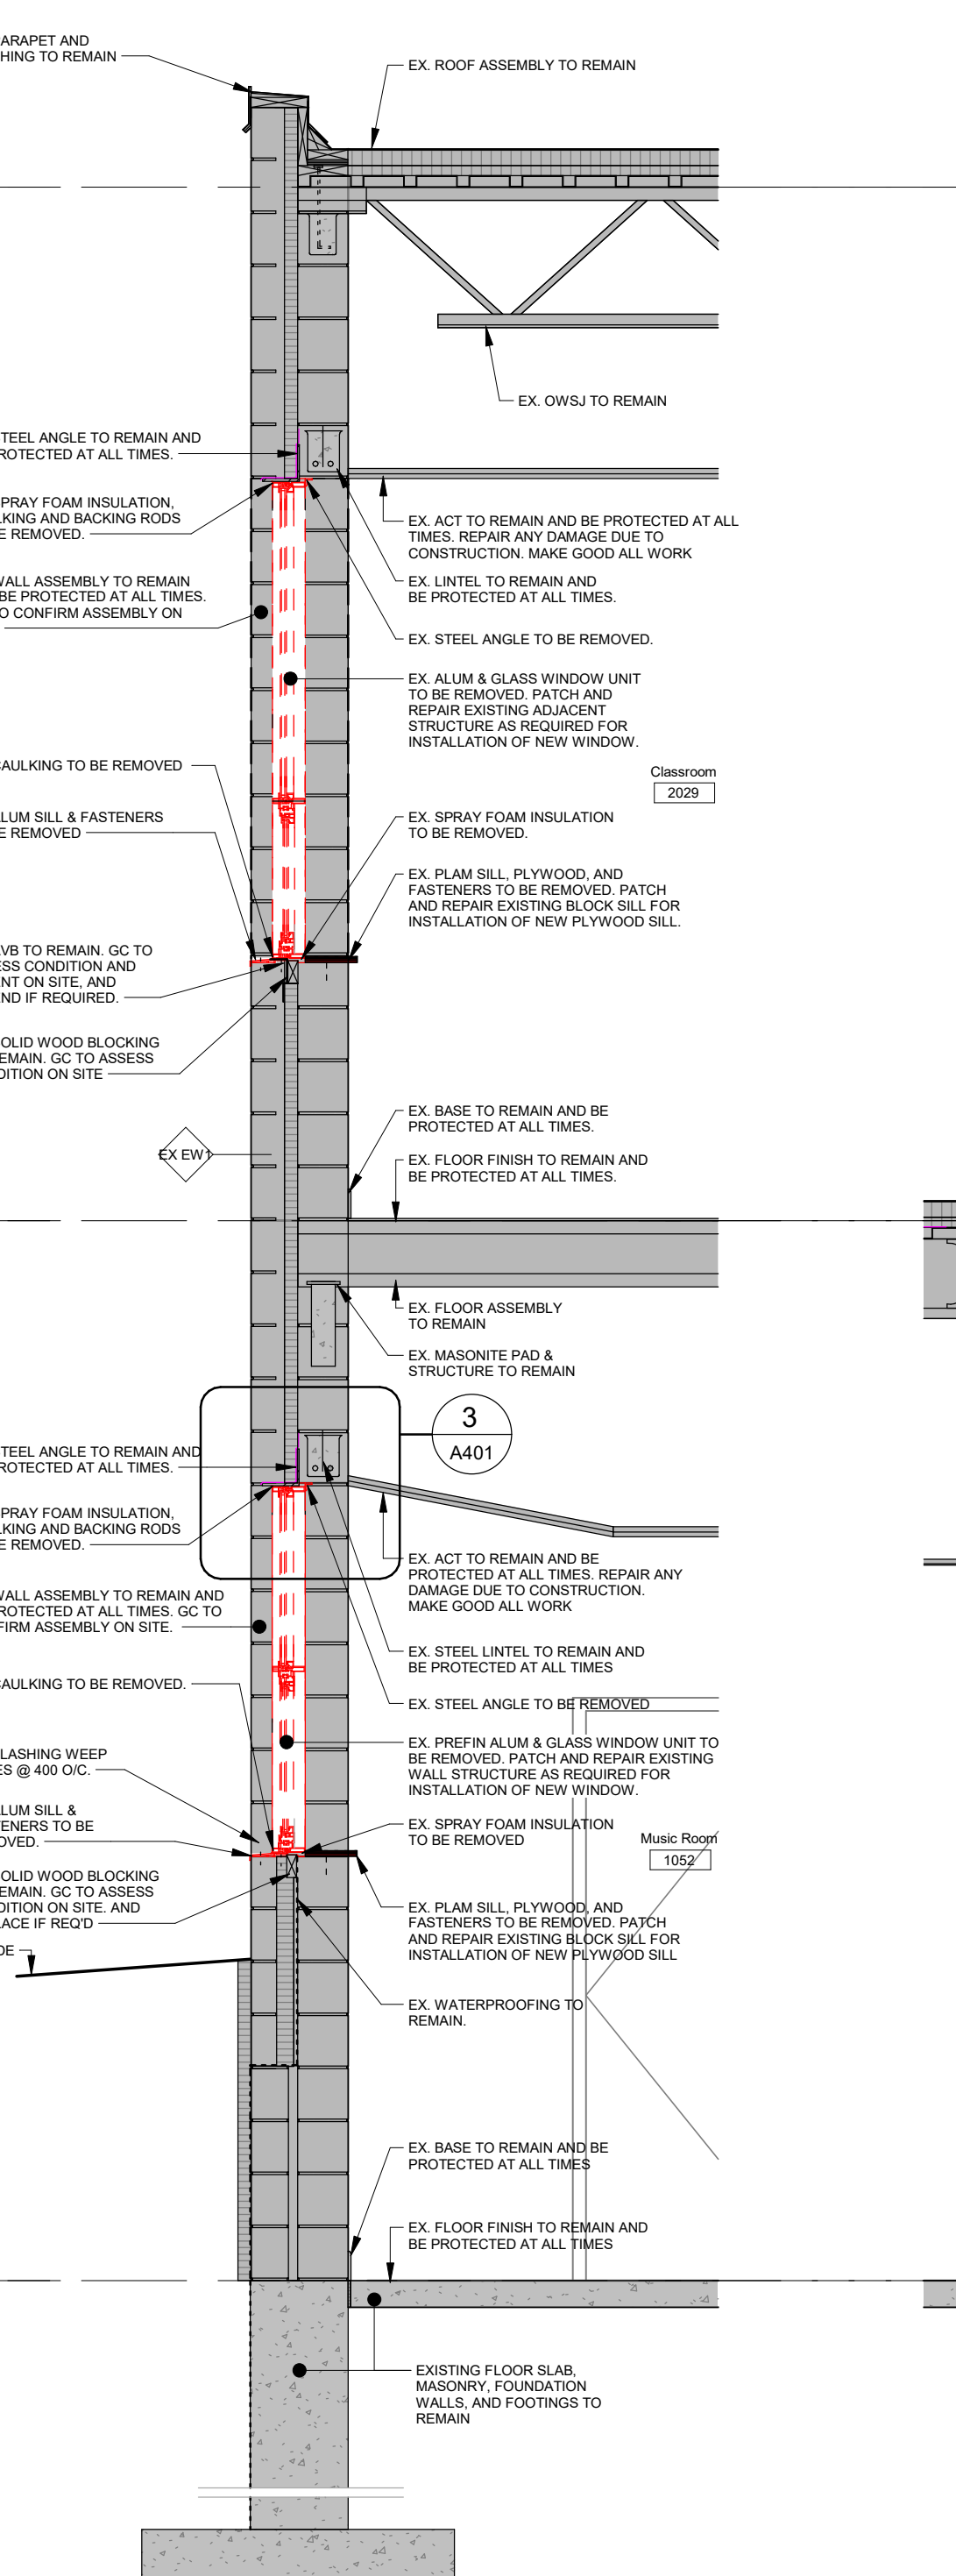 ARAPET AND
HING TO REMAIN
EX. ROOF ASSEMBLY TO REMAIN
EX. OWSJ TO REMAIN
TEEL ANGLE TO REMAIN AND
ROTECTED AT ALL TIMES.
PRAY FOAM INSULATION,
LKING AND BACKING RODS
E REMOVED.
EX. ACT TO REMAIN AND BE PROTECTED AT ALL
TIMES. REPAIR ANY DAMAGE DUE TO
CONSTRUCTION. MAKE GOOD ALL WORK
WALL ASSEMBLY TO REMAIN
BE PROTECTED AT ALL TIMES.
O CONFIRM ASSEMBLY ON
EX. LINTEL TO REMAIN AND
BE PROTECTED AT ALL TIMES.
EX. STEEL ANGLE TO BE REMOVED.
EX. ALUM & GLASS WINDOW UNIT
TO BE REMOVED. PATCH AND
REPAIR EXISTING ADJACENT
STRUCTURE AS REQUIRED FOR
INSTALLATION OF NEW WINDOW.
CAULKING TO BE REMOVED
Classroom
2029
LUM SILL & FASTENERS
E REMOVED
EX. SPRAY FOAM INSULATION
TO BE REMOVED.
EX. PLAM SILL, PLYWOOD, AND
FASTENERS TO BE REMOVED. PATCH
AND REPAIR EXISTING BLOCK SILL FOR
INSTALLATION OF NEW PLYWOOD SILL.
VB TO REMAIN. GC TO
ESS CONDITION AND
NT ON SITE, AND
ND IF REQUIRED.
OLID WOOD BLOCKING
EMAIN. GC TO ASSESS
DITION ON SITE
EX. BASE TO REMAIN AND BE
PROTECTED AT ALL TIMES.
EX EW1
EX. FLOOR FINISH TO REMAIN AND
BE PROTECTED AT ALL TIMES.
EX. FLOOR ASSEMBLY
TO REMAIN
EX. MASONITE PAD &
STRUCTURE TO REMAIN
3
A401
TEEL ANGLE TO REMAIN AND
ROTECTED AT ALL TIMES.
PRAY FOAM INSULATION,
LKING AND BACKING RODS
E REMOVED.
EX. ACT TO REMAIN AND BE
PROTECTED AT ALL TIMES. REPAIR ANY
DAMAGE DUE TO CONSTRUCTION.
MAKE GOOD ALL WORK
WALL ASSEMBLY TO REMAIN AND
ROTECTED AT ALL TIMES. GC TO
FIRM ASSEMBLY ON SITE.
EX. STEEL LINTEL TO REMAIN AND
BE PROTECTED AT ALL TIMES
CAULKING TO BE REMOVED.
EX. STEEL ANGLE TO BE REMOVED
EX. PREFIN ALUM & GLASS WINDOW UNIT TO
BE REMOVED. PATCH AND REPAIR EXISTING
WALL STRUCTURE AS REQUIRED FOR
INSTALLATION OF NEW WINDOW.
LASHING WEEP
ES @ 400 O/C.
LUM SILL &
TENERS TO BE
OVED.
EX. SPRAY FOAM INSULATION
TO BE REMOVED
Music Room
1052
OLID WOOD BLOCKING
EMAIN. GC TO ASSESS
DITION ON SITE. AND
LACE IF REQ'D
EX. PLAM SILL, PLYWOOD, AND
FASTENERS TO BE REMOVED. PATCH
AND REPAIR EXISTING BLOCK SILL FOR
INSTALLATION OF NEW PLYWOOD SILL
DE
EX. WATERPROOFING TO
REMAIN.
EX. BASE TO REMAIN AND BE
PROTECTED AT ALL TIMES
EX. FLOOR FINISH TO REMAIN AND
BE PROTECTED AT ALL TIMES
EXISTING FLOOR SLAB,
MASONRY, FOUNDATION
WALLS, AND FOOTINGS TO
REMAIN